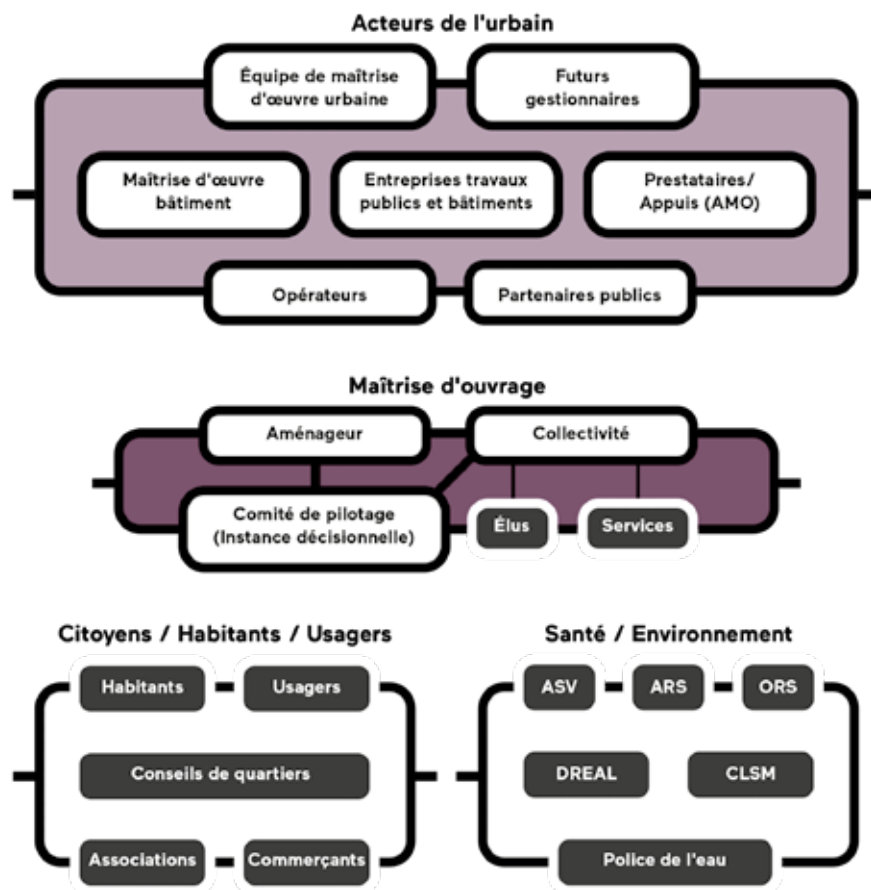 Acteurs de l'urbain
Équipe de maîtrise
d'œuvre urbaine
Futurs
gestionnaires
Maîtrise d'œuvre
bâtiment
Entreprises travaux
publics et bâtiments
Prestataires/
Appuis (AMO)
Opérateurs
Partenaires publics
Maîtrise d'ouvrage
Aménageur
Collectivité
Comité de pilotage
(Instance décisionnelle)
Élus
Services
Citoyens / Habitants / Usagers
Habitants
Usagers
Conseils de quartiers
Associations
Commerçants
Santé / Environnement
ASV
ARS
ORS
DREAL
CLSM
Police de l'eau